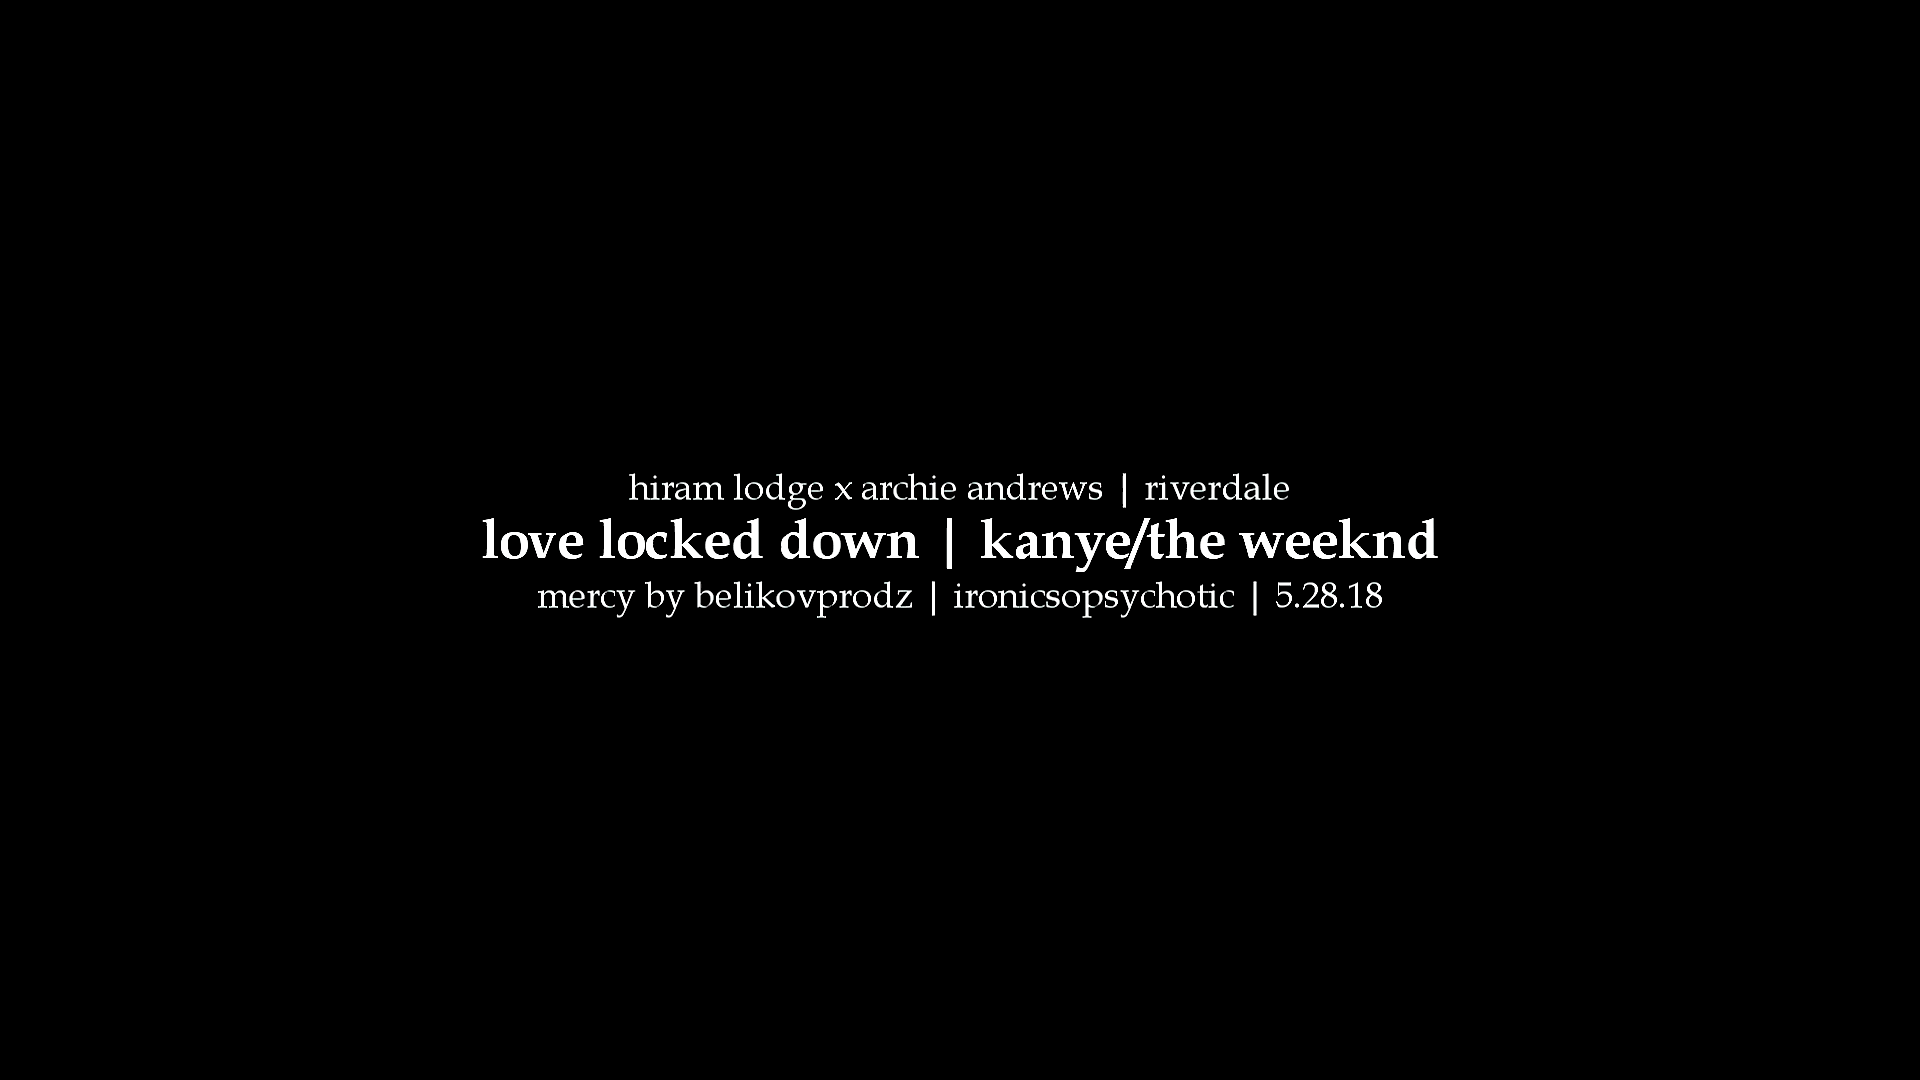 hiram lodge x archie andrews | riverdale
love locked down | kanye/the weeknd
mercy by belikovprodz | ironicsopsychotic | 5.28.18